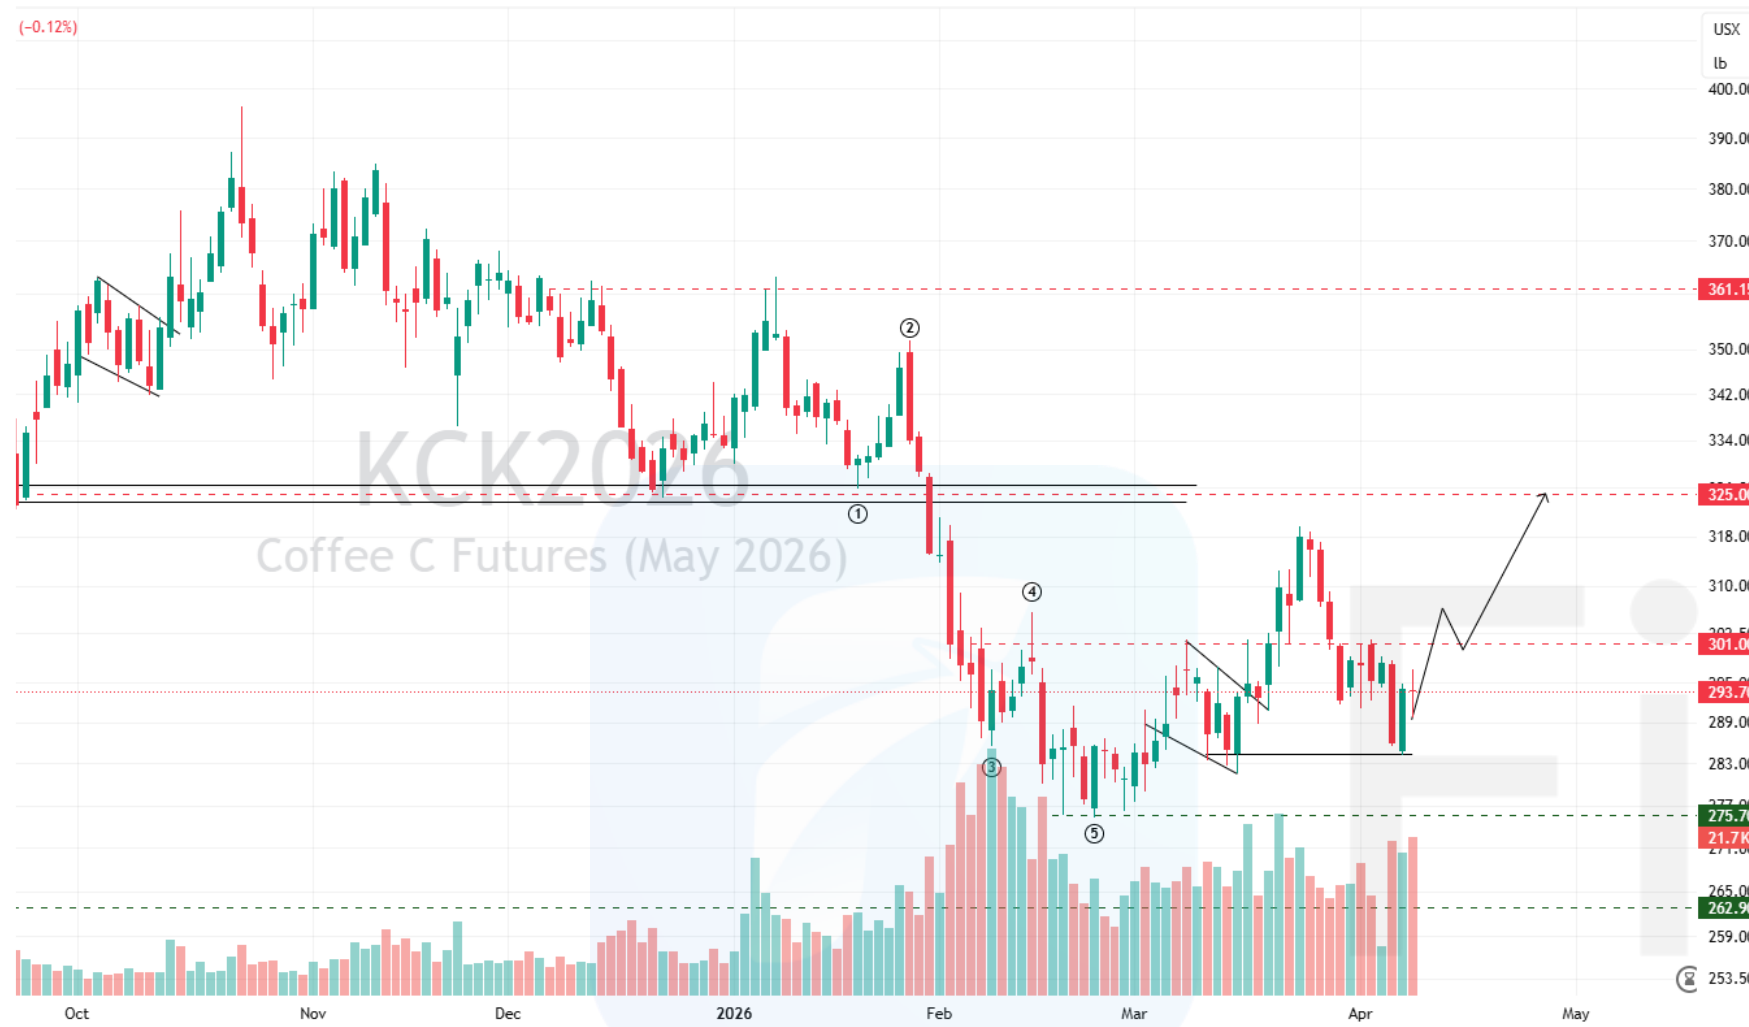 (−0.12%)
USX
lb
400.00
390.00
380.00
370.00
361.15
350.00
342.00
334.00
325.00
318.00
310.00
301.00
293.70
289.00
283.00
275.70
21.7K
265.00
262.90
259.00
253.50
KCK2026
Coffee C Futures (May 2026)
Fi
②
①
④
③
⑤
Oct
Nov
Dec
2026
Feb
Mar
Apr
May